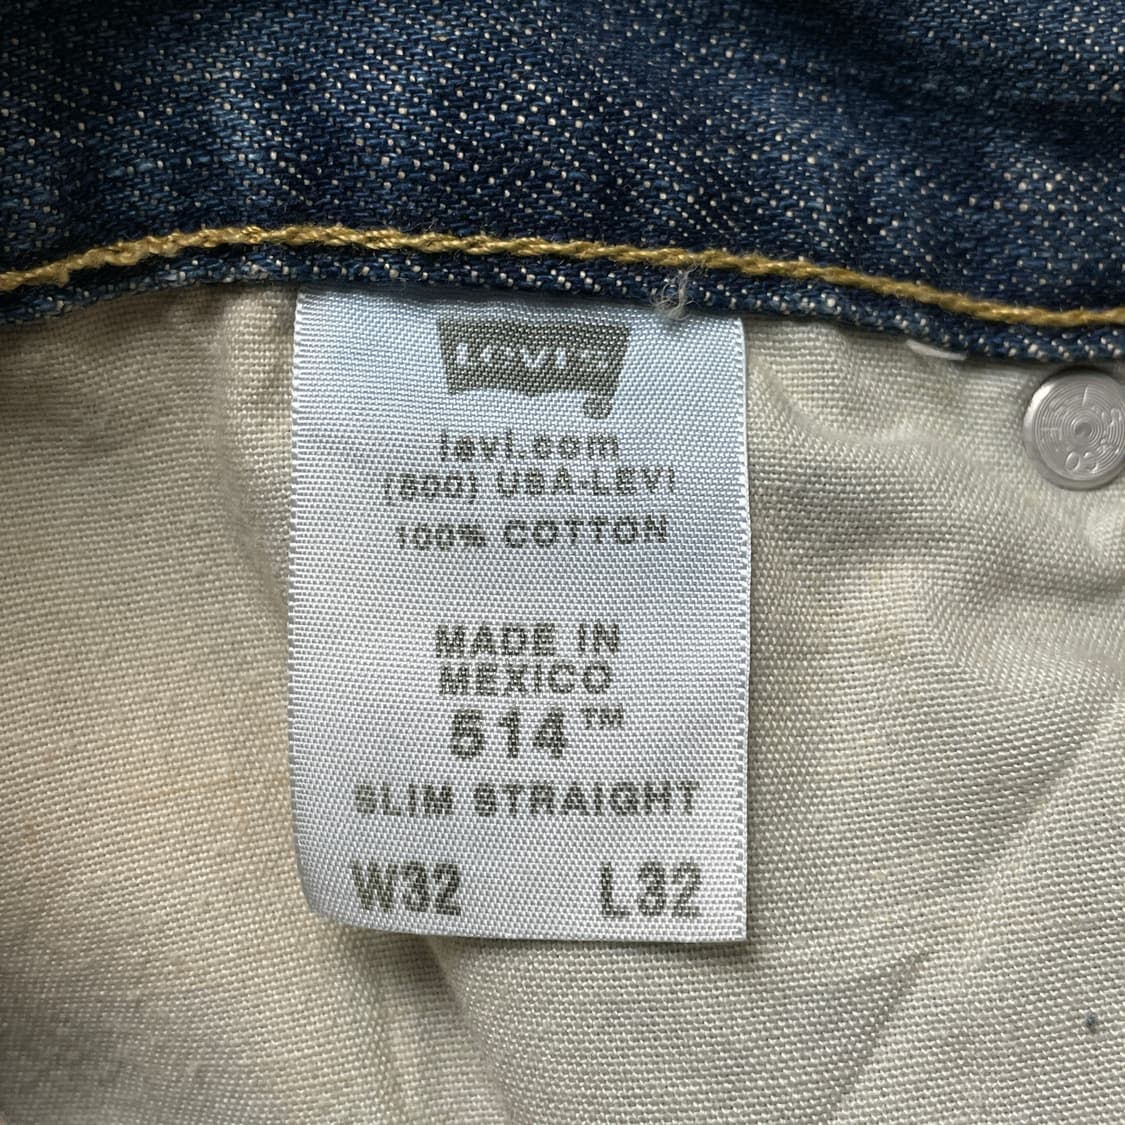 LEVI'S
levi.com
(800) USA-LEVI
100% COTTON
MADE IN
MEXICO
514™
SLIM STRAIGHT
W32 L32